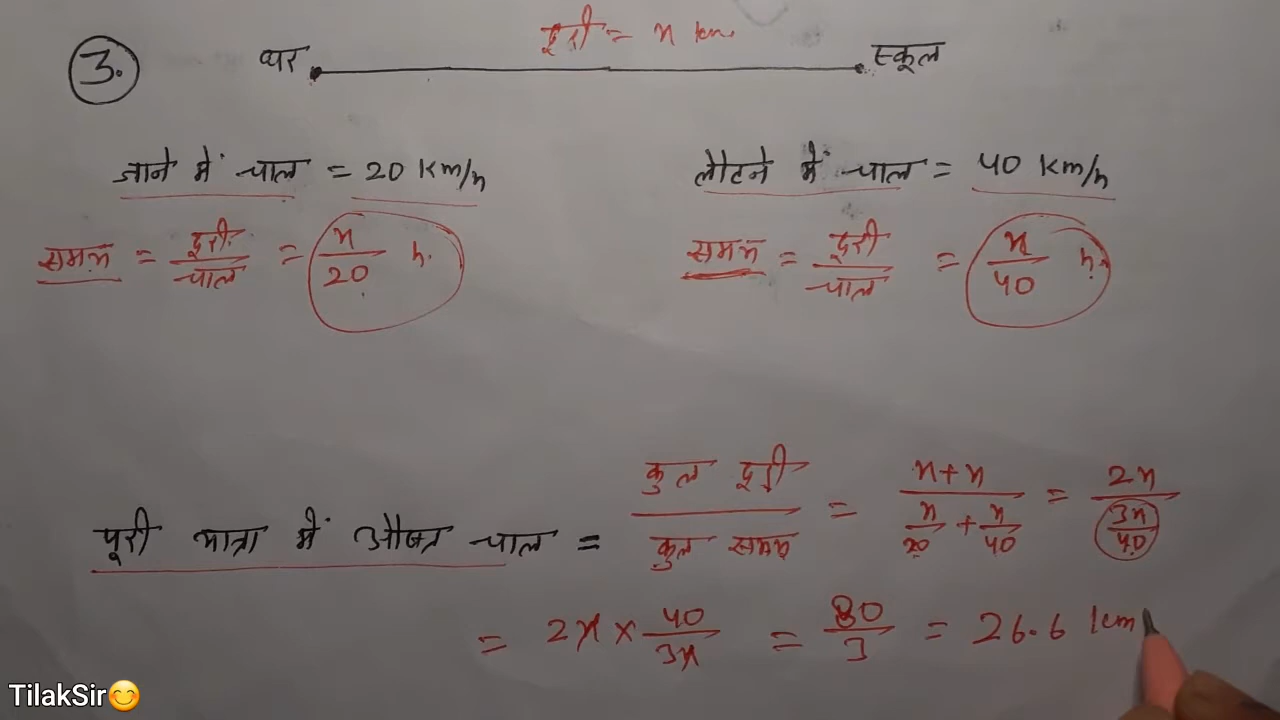 दूरी = x km
3. घर स्कूल
जाने में चाल = 20 km/h लौटने में चाल = 40 km/h
समय = दूरी/चाल = x/20 h. समय = दूरी/चाल = x/40 h.
पूरी यात्रा में औसत चाल = कुल दूरी/कुल समय = x+x/(x/20 + x/40) = 2x/(3x/40)
= 2x × 40/3x = 80/3 = 26.6 km
TilakSir😊